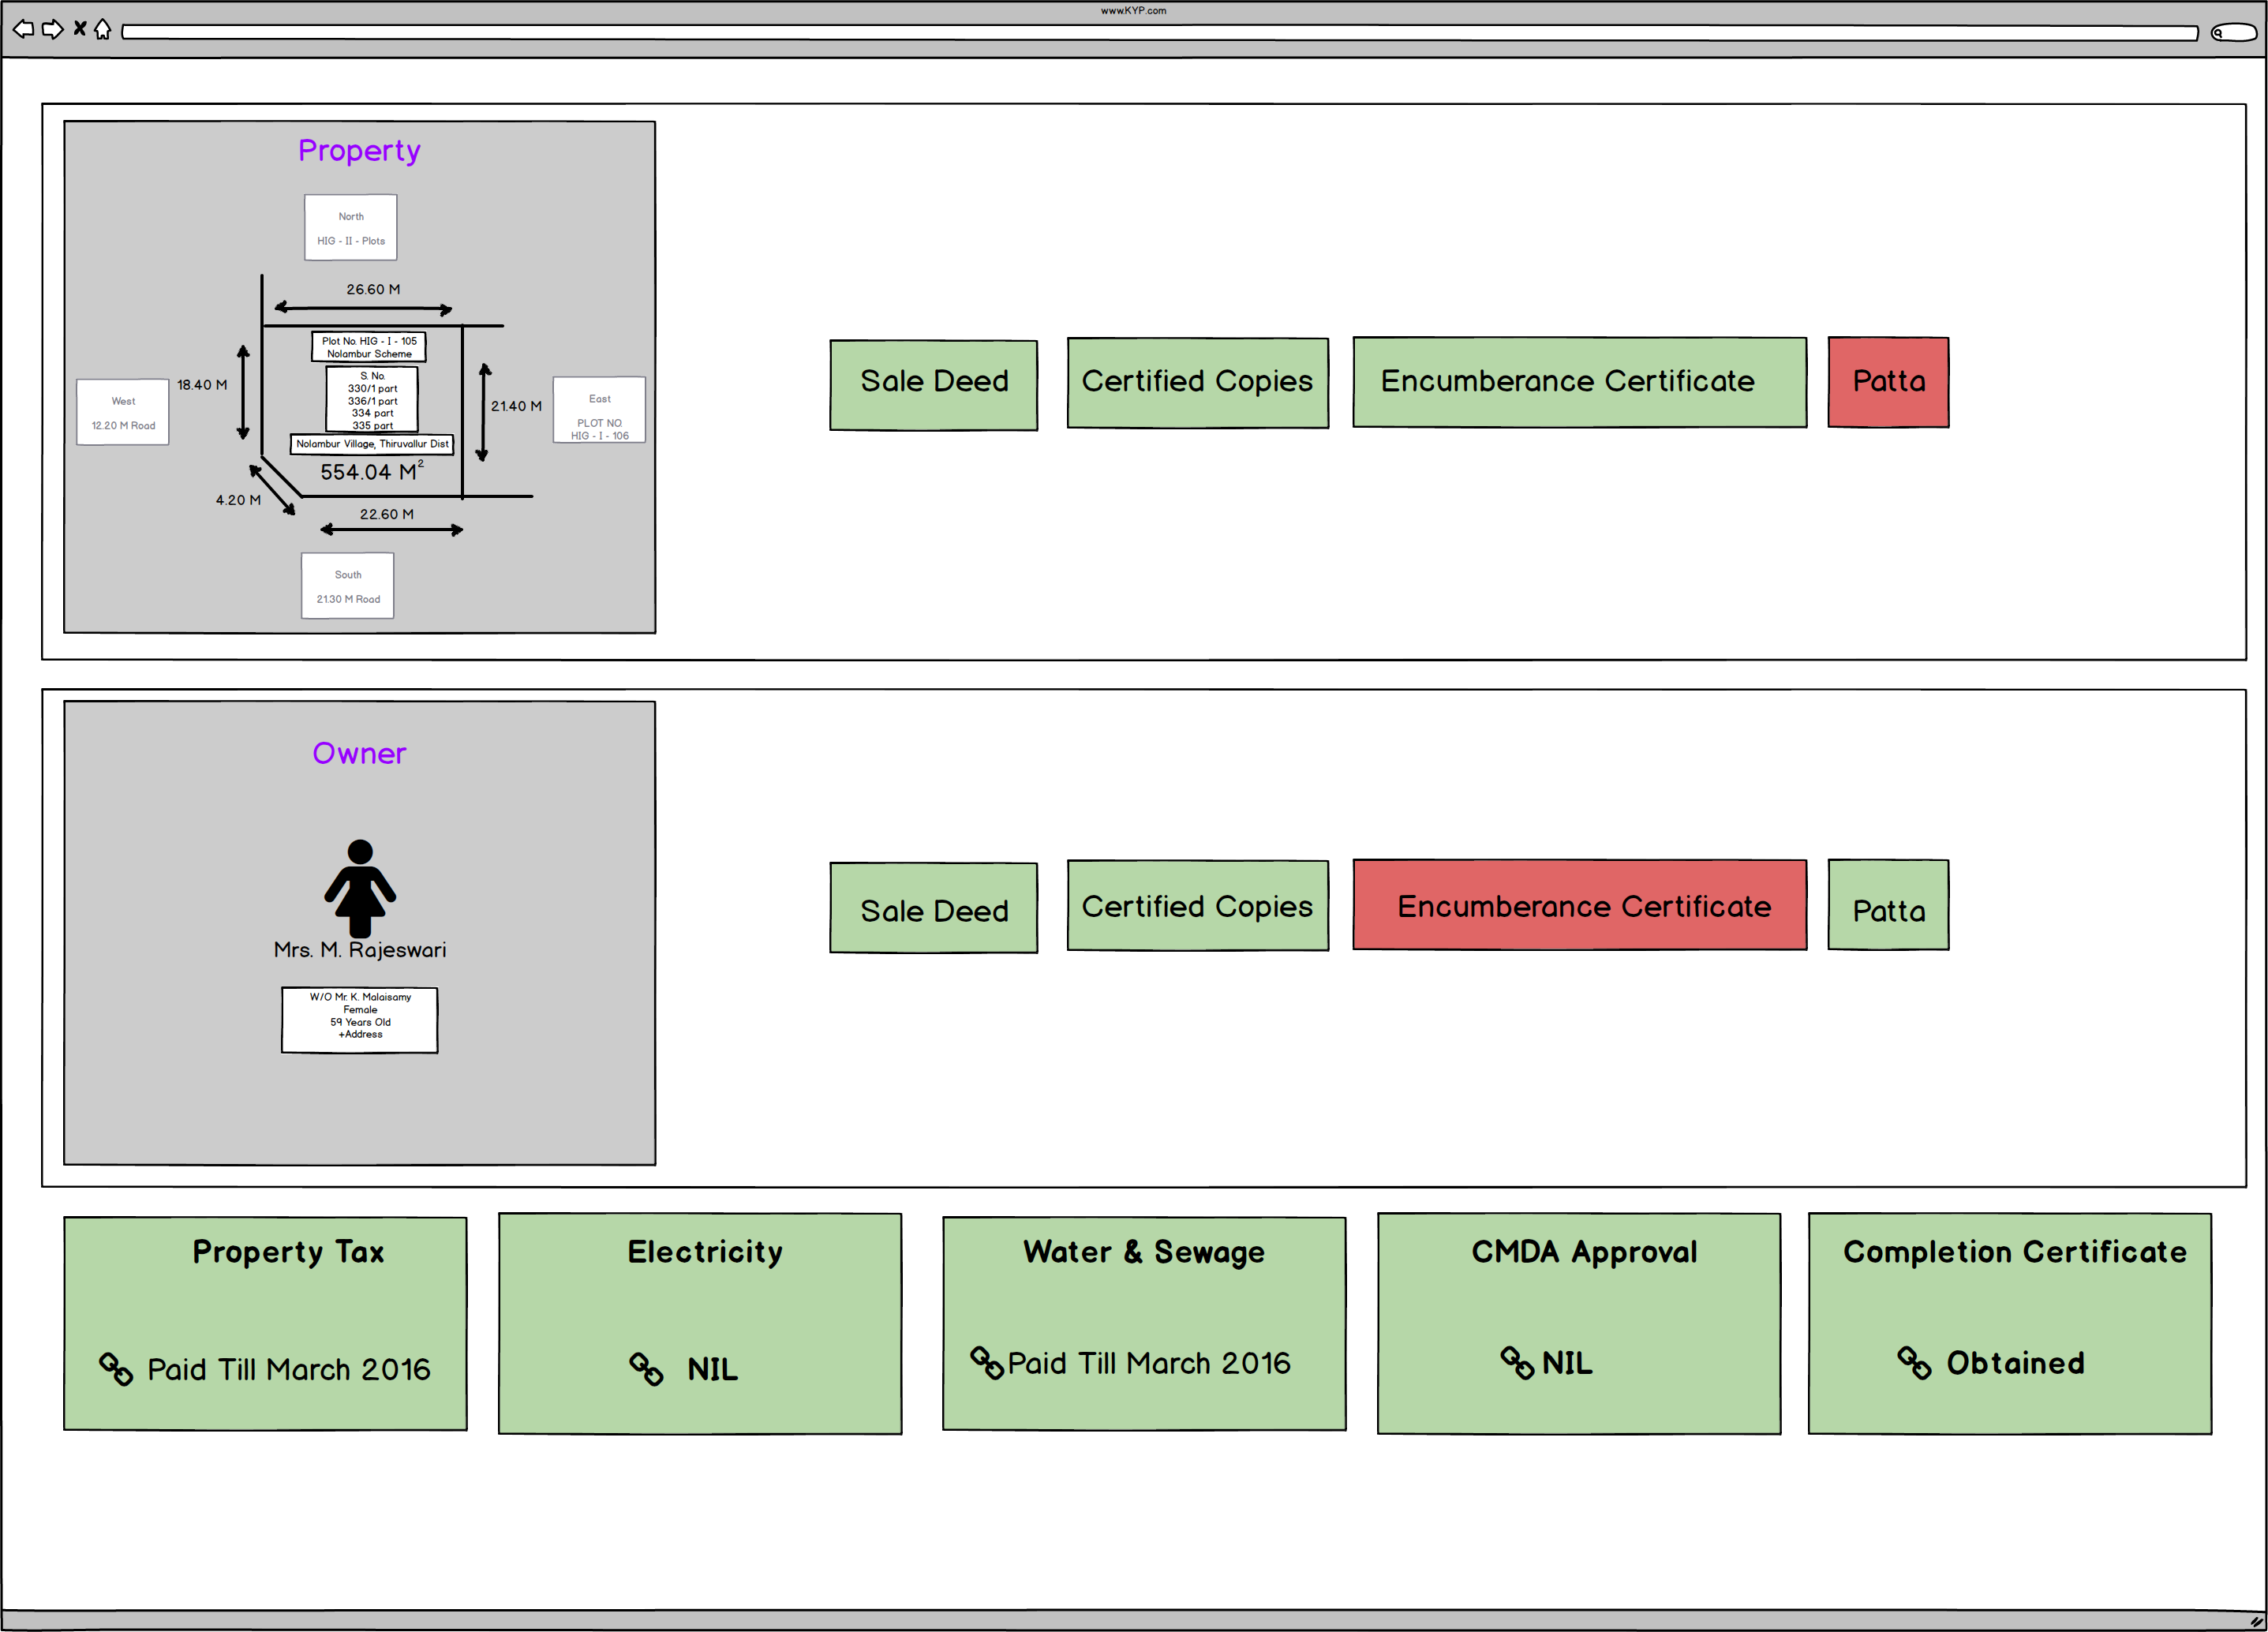 www.KYP.com
Property
North
HIG - II - Plots
26.60 M
Plot No. HIG - I - 105
Nolambur Scheme
18.40 M
S. No.
330/1 part
336/1 part
334 part
335 part
21.40 M
West
12.20 M Road
East
PLOT NO.
HIG - I - 106
Nolambur Village, Thiruvallur Dist
554.04 M²
4.20 M
22.60 M
South
21.30 M Road
Sale Deed
Certified Copies
Encumberance Certificate
Patta
Owner
Mrs. M. Rajeswari
W/O Mr. K. Malaisamy
Female
59 Years Old
+Address
Sale Deed
Certified Copies
Encumberance Certificate
Patta
Property Tax
Paid Till March 2016
Electricity
NIL
Water & Sewage
Paid Till March 2016
CMDA Approval
NIL
Completion Certificate
Obtained